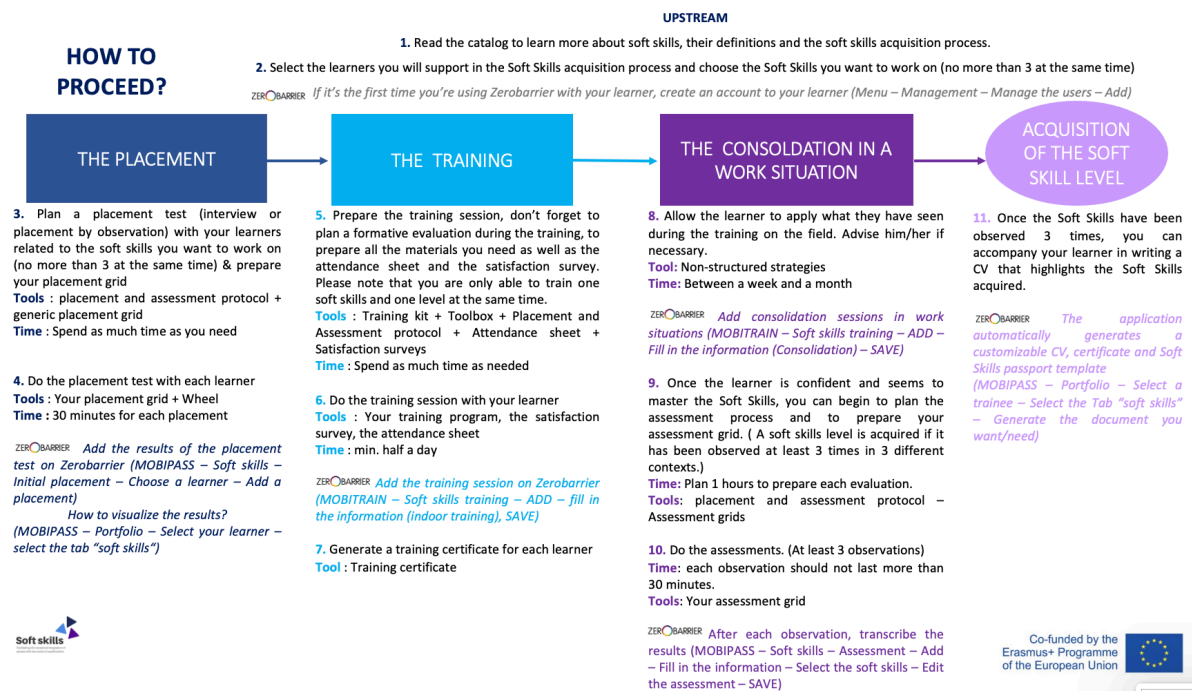 HOW TO
PROCEED?
UPSTREAM
1. Read the catalog to learn more about soft skills, their definitions and the soft skills acquisition process.
2. Select the learners you will support in the Soft Skills acquisition process and choose the Soft Skills you want to work on (no more than 3 at the same time)
ZEROBARRIER If it's the first time you're using Zerobarrier with your learner, create an account to your learner (Menu – Management – Manage the users – Add)
THE PLACEMENT
3. Plan a placement test (interview or
placement by observation) with your learners
related to the soft skills you want to work on
(no more than 3 at the same time) & prepare
your placement grid
Tools : placement and assessment protocol +
generic placement grid
Time : Spend as much time as you need
4. Do the placement test with each learner
Tools : Your placement grid + Wheel
Time : 30 minutes for each placement
ZEROBARRIER Add the results of the placement
test on Zerobarrier (MOBIPASS – Soft skills –
Initial placement – Choose a learner – Add a
placement)
How to visualize the results?
(MOBIPASS – Portfolio – Select your learner –
select the tab "soft skills")
THE TRAINING
5. Prepare the training session, don't forget to
plan a formative evaluation during the training, to
prepare all the materials you need as well as the
attendance sheet and the satisfaction survey.
Please note that you are only able to train one
soft skills and one level at the same time.
Tools : Training kit + Toolbox + Placement and
Assessment protocol + Attendance sheet +
Satisfaction surveys
Time : Spend as much time as needed
6. Do the training session with your learner
Tools : Your training program, the satisfaction
survey, the attendance sheet
Time : min. half a day
ZEROBARRIER Add the training session on Zerobarrier
(MOBITRAIN – Soft skills training – ADD – fill in
the information (indoor training), SAVE)
7. Generate a training certificate for each learner
Tool : Training certificate
THE CONSOLDATION IN A
WORK SITUATION
8. Allow the learner to apply what they have seen
during the training on the field. Advise him/her if
necessary.
Tool: Non-structured strategies
Time: Between a week and a month
ZEROBARRIER Add consolidation sessions in work
situations (MOBITRAIN – Soft skills training – ADD –
Fill in the information (Consolidation) – SAVE)
9. Once the learner is confident and seems to
master the Soft Skills, you can begin to plan the
assessment process and to prepare your
assessment grid. ( A soft skills level is acquired if it
has been observed at least 3 times in 3 different
contexts.)
Time: Plan 1 hours to prepare each evaluation.
Tools: placement and assessment protocol –
Assessment grids
10. Do the assessments. (At least 3 observations)
Time: each observation should not last more than
30 minutes.
Tools: Your assessment grid
ZEROBARRIER After each observation, transcribe the
results (MOBIPASS – Soft skills – Assessment – Add
– Fill in the information – Select the soft skills – Edit
the assessment – SAVE)
ACQUISITION
OF THE SOFT
SKILL LEVEL
11. Once the Soft Skills have been
observed 3 times, you can
accompany your learner in writing a
CV that highlights the Soft Skills
acquired.
ZEROBARRIER The application
automatically generates a
customizable CV, certificate and Soft
Skills passport template
(MOBIPASS – Portfolio – Select a
trainee – Select the Tab "soft skills"
– Generate the document you
want/need)
Soft skills
Co-funded by the
Erasmus+ Programme
of the European Union